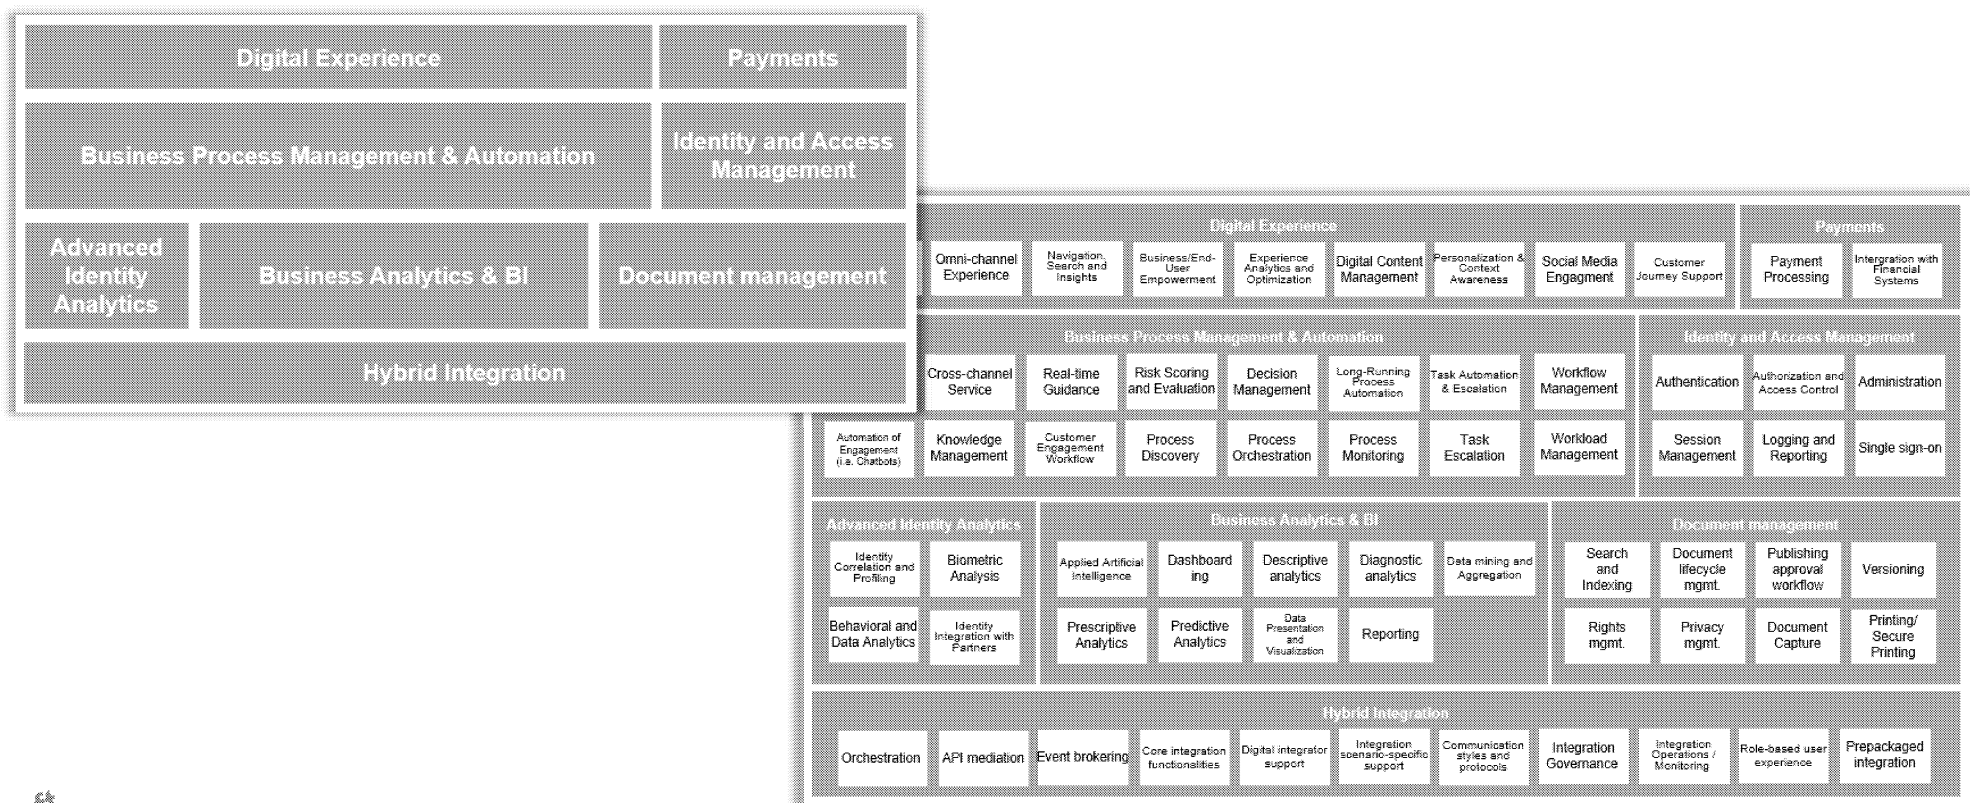 Digital Experience
Payments
Business Process Management & Automation
Identity and Access
Management
Advanced
Identity
Analytics
Business Analytics & BI
Document management
Hybrid Integration
Digital Experience
Omni-channel
Experience
Navigation,
Search and
Insights
Business/End-
User
Empowerment
Experience
Analytics and
Optimization
Digital Content
Management
Personalization &
Context
Awareness
Social Media
Engagment
Customer
Journey Support
Payments
Payment
Processing
Intergration with
Financial
Systems
Business Process Management & Automation
Cross-channel
Service
Real-time
Guidance
Risk Scoring
and Evaluation
Decision
Management
Long-Running
Process
Automation
Task Automation
& Escalation
Workflow
Management
Automation of
Engagement
(i.e. Chatbots)
Knowledge
Management
Customer
Engagement
Workflow
Process
Discovery
Process
Orchestration
Process
Monitoring
Task
Escalation
Workload
Management
Identity and Access Management
Authentication
Authorization and
Access Control
Administration
Session
Management
Logging and
Reporting
Single sign-on
Advanced Identity Analytics
Identity
Correlation and
Profiling
Biometric
Analysis
Behavioral and
Data Analytics
Identity
Integration with
Partners
Business Analytics & BI
Applied Artificial
Intelligence
Dashboard
ing
Descriptive
analytics
Diagnostic
analytics
Data mining and
Aggregation
Prescriptive
Analytics
Predictive
Analytics
Data
Presentation
and
Visualization
Reporting
Document management
Search
and
Indexing
Document
lifecycle
mgmt.
Publishing
approval
workflow
Versioning
Rights
mgmt.
Privacy
mgmt.
Document
Capture
Printing/
Secure
Printing
Hybrid Integration
Orchestration
API mediation
Event brokering
Core integration
functionalities
Digital integrator
support
Integration
scenario-specific
support
Communication
styles and
protocols
Integration
Governance
Integration
Operations /
Monitoring
Role-based user
experience
Prepackaged
integration